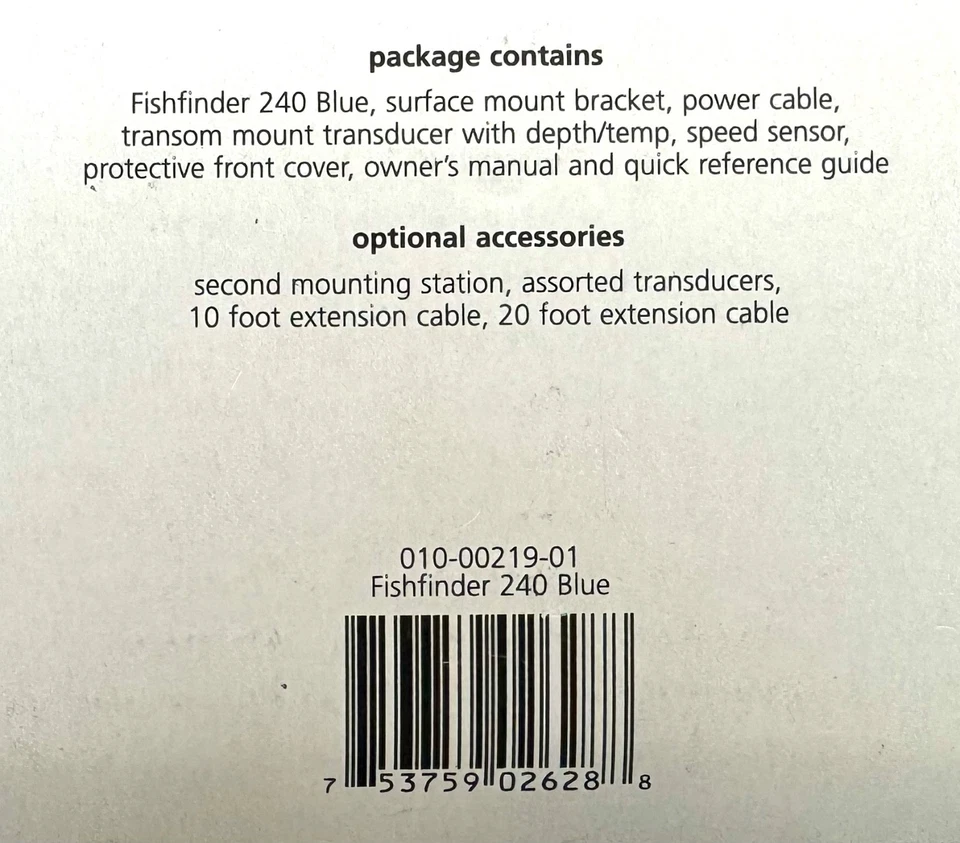 package contains
Fishfinder 240 Blue, surface mount bracket, power cable,
transom mount transducer with depth/temp, speed sensor,
protective front cover, owner's manual and quick reference guide
optional accessories
second mounting station, assorted transducers,
10 foot extension cable, 20 foot extension cable
010-00219-01
Fishfinder 240 Blue
7 53759 02628 8